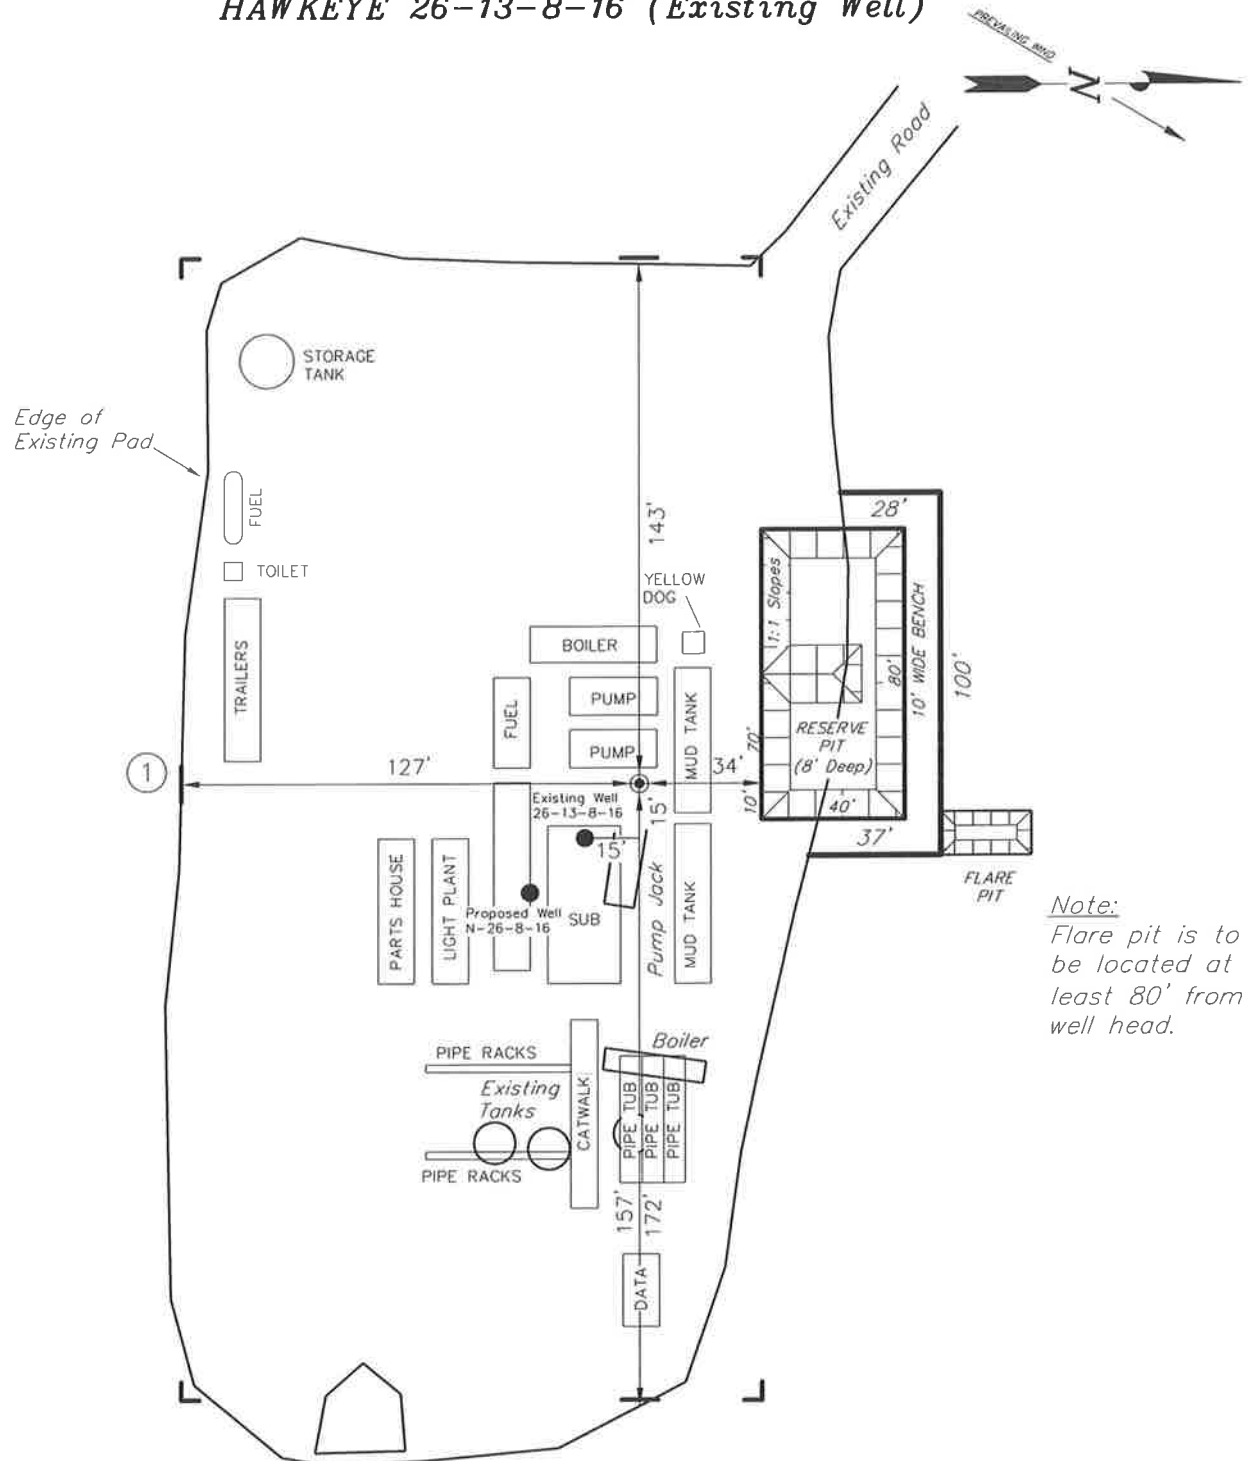 HAWKEYE 26-13-8-16 (Existing Well)
PREVAILING WIND
N
Existing Road
STORAGE
TANK
Edge of
Existing Pad
FUEL
TOILET
TRAILERS
143'
YELLOW
DOG
BOILER
PUMP
FUEL
PUMP
MUD TANK
28'
1:1 Slopes
10' WIDE BENCH
100'
80'
RESERVE
PIT
(8' Deep)
70'
10'
40'
37'
1
127'
34'
Existing Well
26-13-8-16
15'
15'
Pump Jack
MUD TANK
PARTS HOUSE
LIGHT PLANT
Proposed Well
N-26-8-16
SUB
FLARE
PIT
Note:
Flare pit is to
be located at
least 80' from
well head.
PIPE RACKS
Boiler
Existing
Tanks
CATWALK
PIPE TUB
PIPE TUB
PIPE TUB
PIPE RACKS
157'
172'
DATA